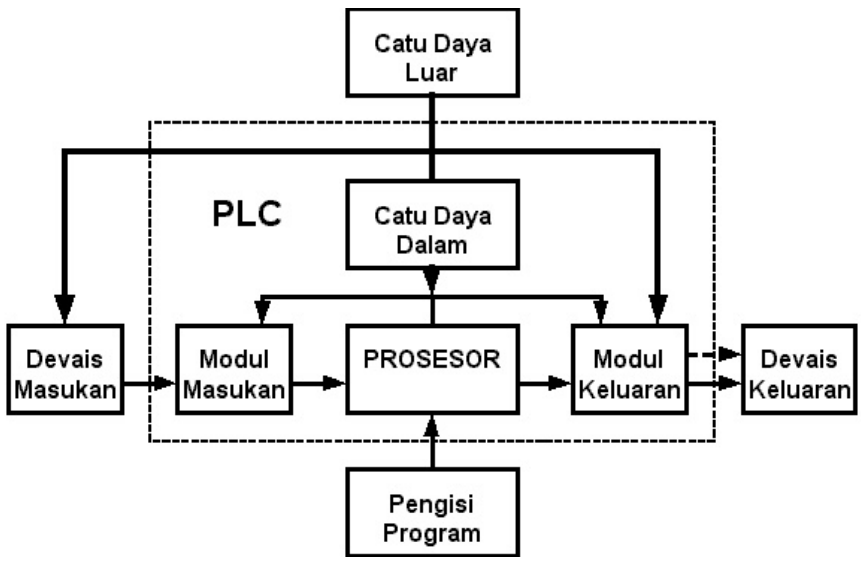 Catu Daya
Luar
PLC
Catu Daya
Dalam
Devais
Masukan
Modul
Masukan
PROSESOR
Modul
Keluaran
Devais
Keluaran
Pengisi
Program